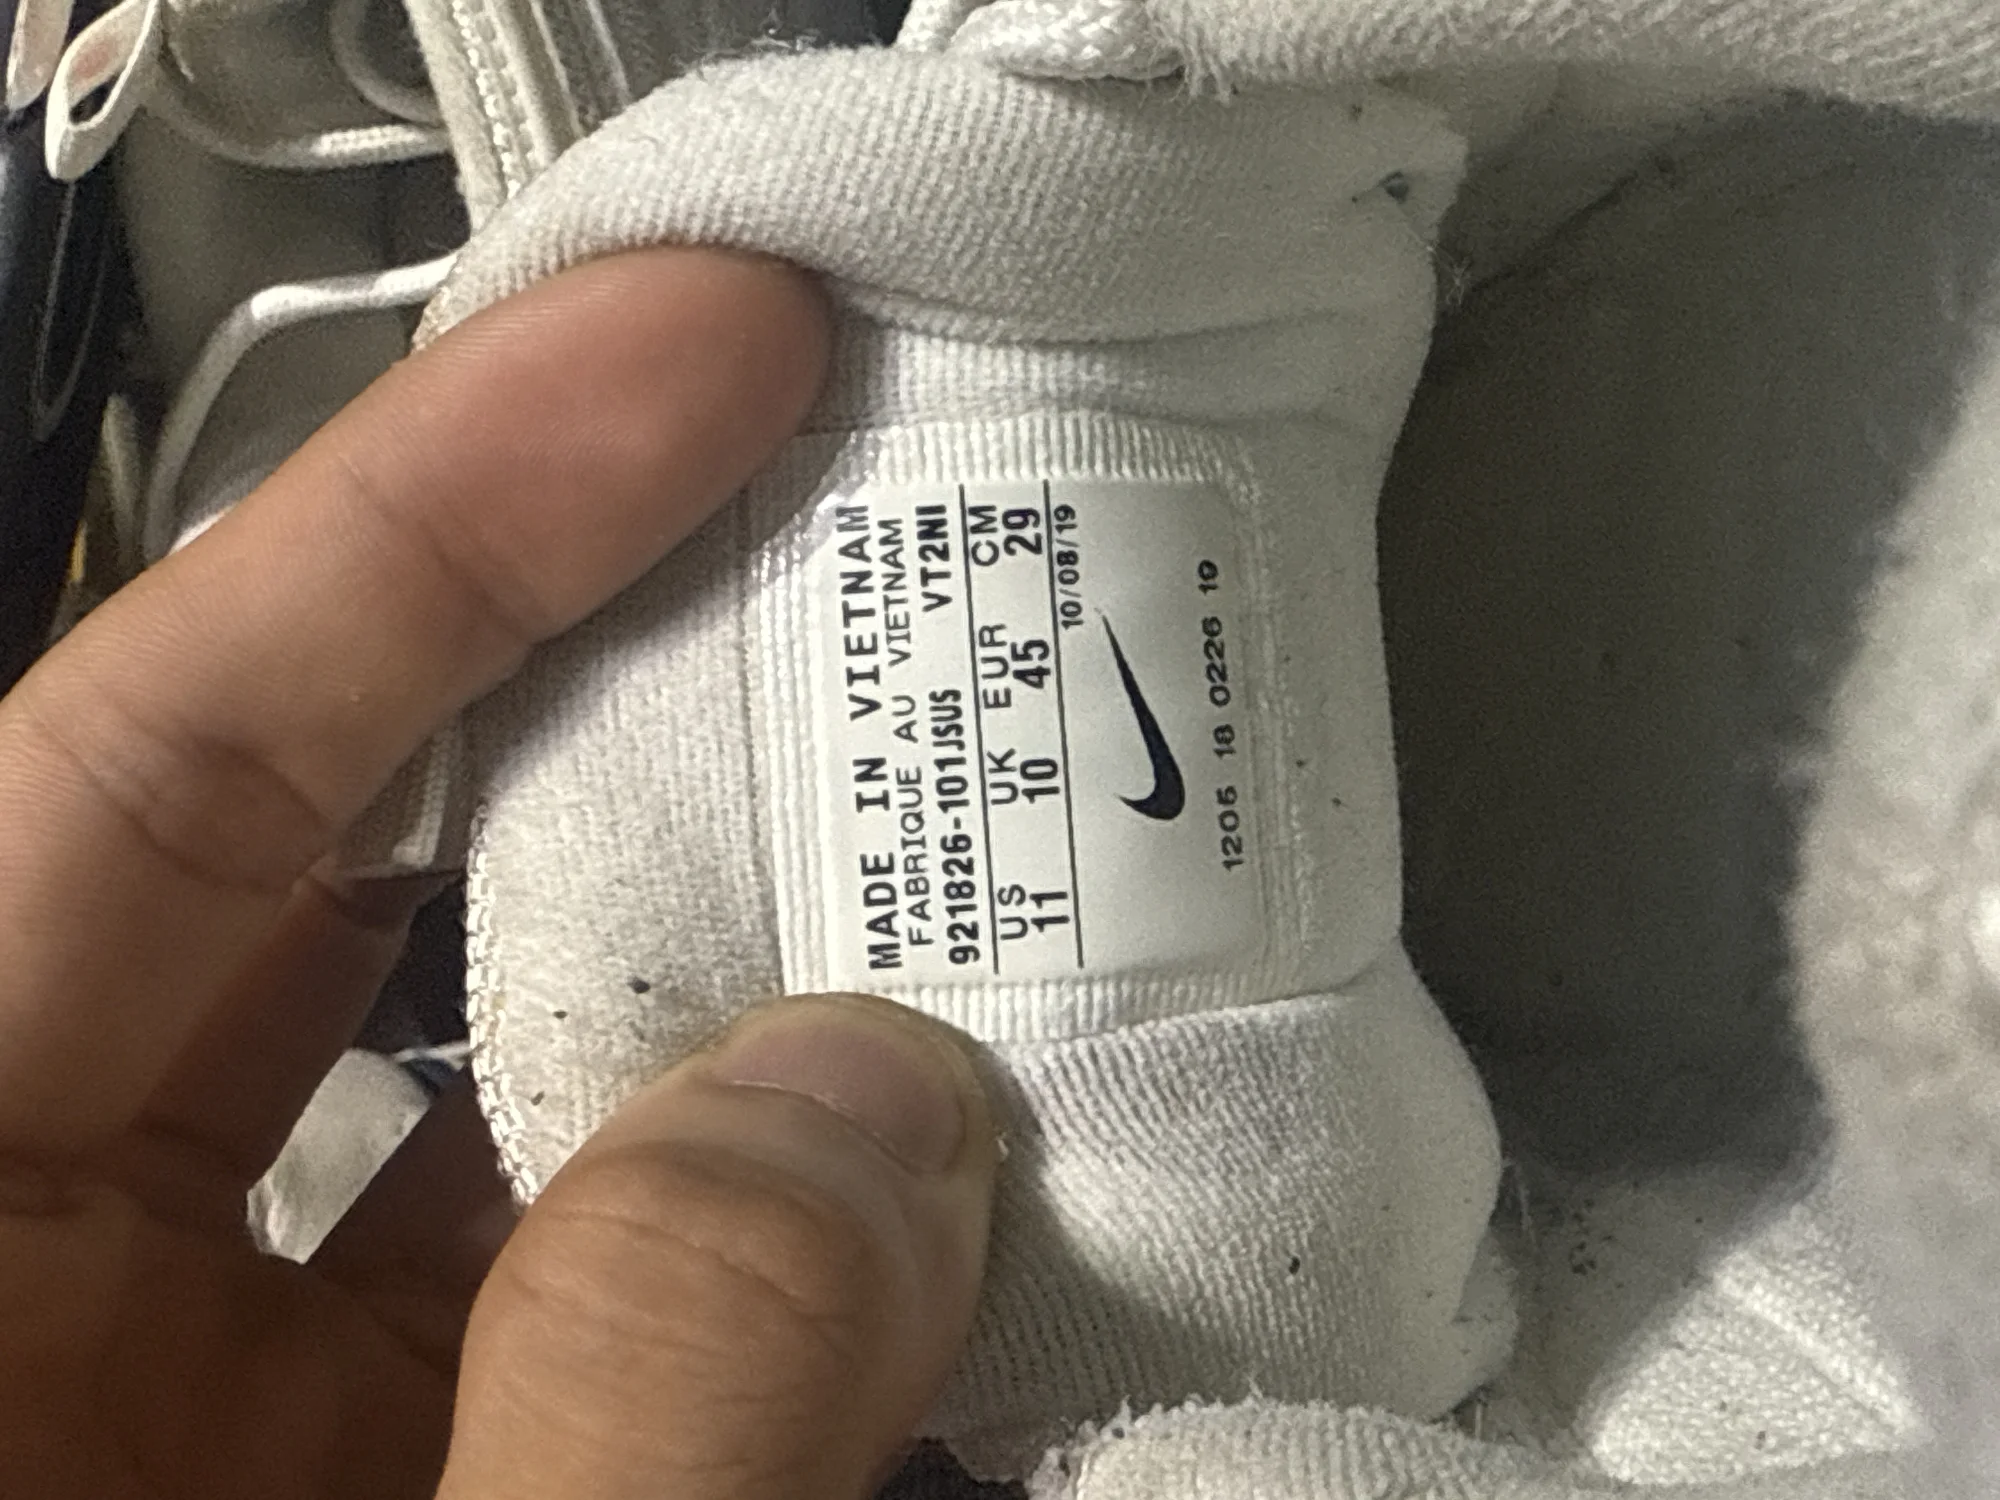 MADE IN VIETNAM
FABRIQUE AU VIETNAM
921826-101JSUS VT2NI
US UK EUR CM
11 10 45 29
10/08/19
1205 18 0226 19